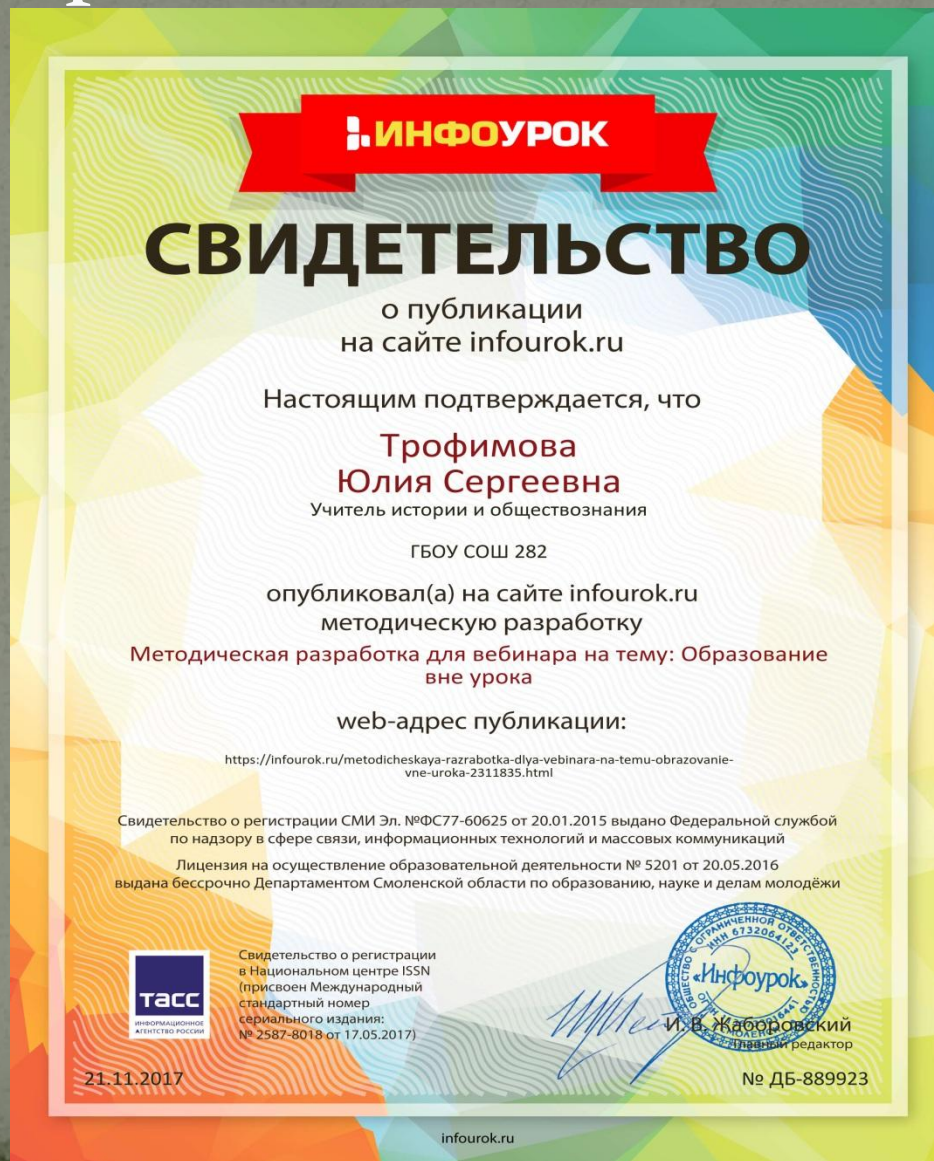 ИНФОУРОК
СВИДЕТЕЛЬСТВО
о публикации
на сайте infourok.ru
Настоящим подтверждается, что
Трофимова
Юлия Сергеевна
Учитель истории и обществознания
ГБОУ СОШ 282
опубликовал(а) на сайте infourok.ru
методическую разработку
Методическая разработка для вебинара на тему: Образование
вне урока
web-адрес публикации:
https://infourok.ru/metodicheskaya-razrabotka-dlya-vebinara-na-temu-obrazovanie-
vne-uroka-2311835.html
Свидетельство о регистрации СМИ Эл. №ФС77-60625 от 20.01.2015 выдано Федеральной службой
по надзору в сфере связи, информационных технологий и массовых коммуникаций
Лицензия на осуществление образовательной деятельности № 5201 от 20.05.2016
выдана бессрочно Департаментом Смоленской области по образованию, науке и делам молодёжи
тасс
ИНФОРМАЦИОННОЕ
АГЕНТСТВО РОССИИ
Свидетельство о регистрации
в Национальном центре ISSN
(присвоен Международный
стандартный номер
сериального издания:
№ 2587-8018 от 17.05.2017)
ОБЩЕСТВО С ОГРАНИЧЕННОЙ ОТВЕТСТВЕННОСТЬЮ
ИНН 6732064123
«Инфоурок»
И. В. Жаборовский
Главный редактор
21.11.2017
№ ДБ-889923
infourok.ru